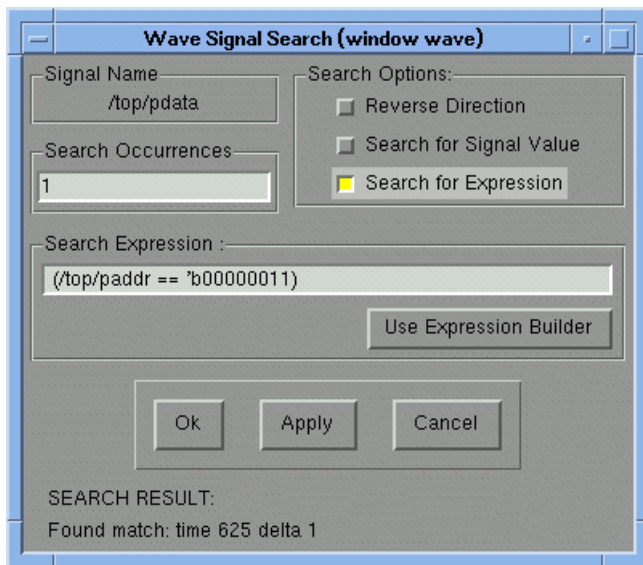 Wave Signal Search (window wave)
Signal Name
/top/pdata
Search Options:
Reverse Direction
Search for Signal Value
Search for Expression
Search Occurrences
1
Search Expression :
(/top/paddr == 'b00000011)
Use Expression Builder
Ok
Apply
Cancel
SEARCH RESULT:
Found match: time 625 delta 1